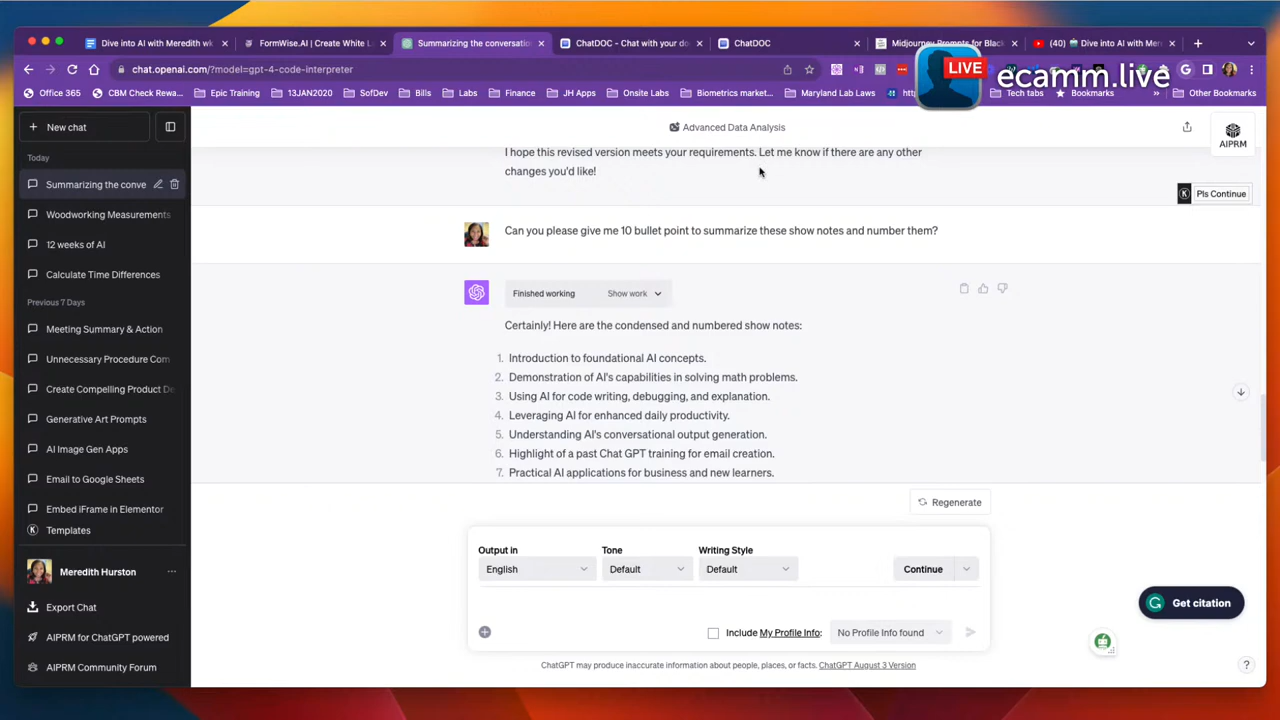 Dive into AI with Meredith wk
FormWise.AI | Create White L
Summarizing the conversatio
ChatDOC - Chat with your do
ChatDOC
Midjourney Prompts for Black
(40) Dive into AI with Mer
chat.openai.com/?model=gpt-4-code-interpreter
LIVE
ecamm.live
Office 365
CBM Check Rewa...
Epic Training
13JAN2020
SofDev
Bills
Labs
Finance
JH Apps
Onsite Labs
Biometrics market...
Maryland Lab Laws
Tech tabs
Bookmarks
Other Bookmarks
New chat
Advanced Data Analysis
AIPRM
Today
Summarizing the conve
Woodworking Measurements
12 weeks of AI
Calculate Time Differences
Previous 7 Days
Meeting Summary & Action
Unnecessary Procedure Com
Create Compelling Product De
Generative Art Prompts
AI Image Gen Apps
Email to Google Sheets
Embed iFrame in Elementor
Templates
Meredith Hurston
Export Chat
AIPRM for ChatGPT powered
AIPRM Community Forum
I hope this revised version meets your requirements. Let me know if there are any other
changes you'd like!
K Pls Continue
Can you please give me 10 bullet point to summarize these show notes and number them?
Finished working Show work
Certainly! Here are the condensed and numbered show notes:
1. Introduction to foundational AI concepts.
2. Demonstration of AI's capabilities in solving math problems.
3. Using AI for code writing, debugging, and explanation.
4. Leveraging AI for enhanced daily productivity.
5. Understanding AI's conversational output generation.
6. Highlight of a past Chat GPT training for email creation.
7. Practical AI applications for business and new learners.
Regenerate
Output in Tone Writing Style
English Default Default Continue
Include My Profile Info: No Profile Info found
Get citation
ChatGPT may produce inaccurate information about people, places, or facts. ChatGPT August 3 Version
?